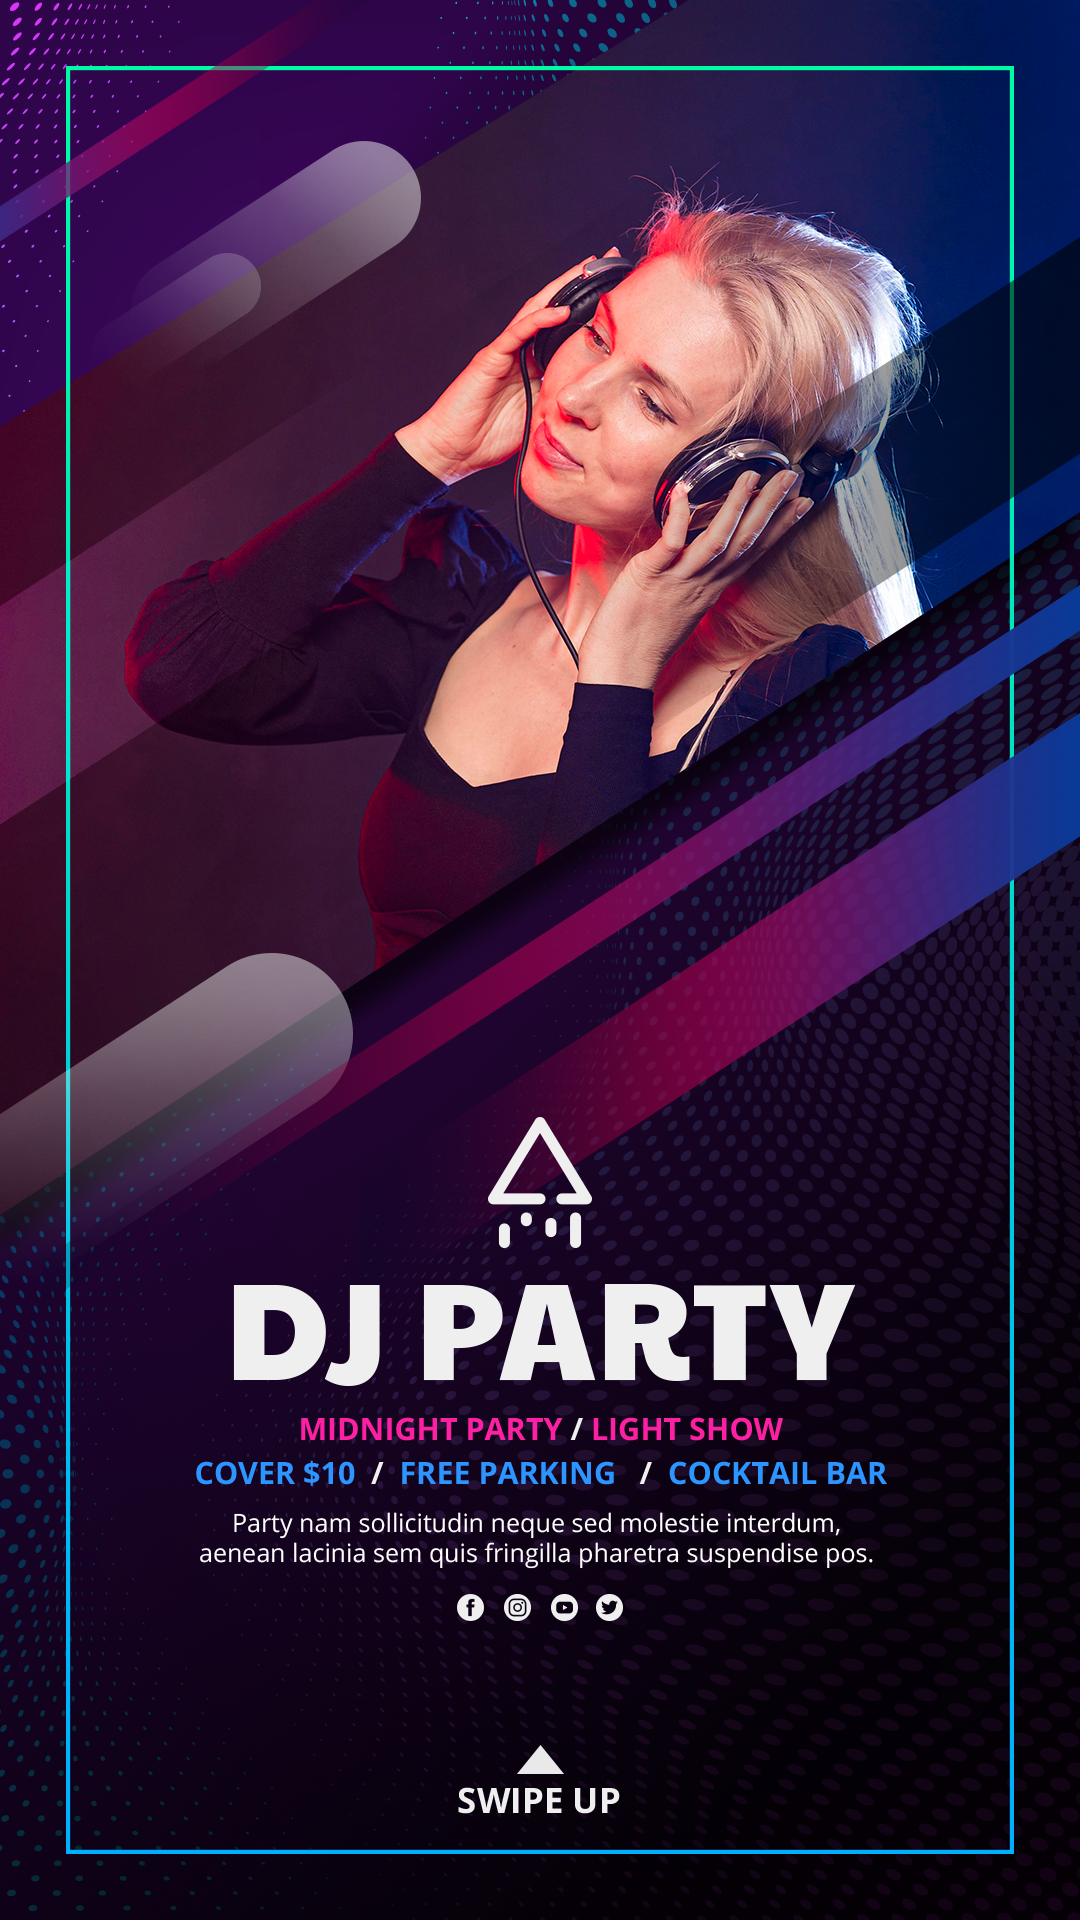 DJ PARTY
MIDNIGHT PARTY / LIGHT SHOW
COVER $10 / FREE PARKING / COCKTAIL BAR
Party nam sollicitudin neque sed molestie interdum,
aenean lacinia sem quis fringilla pharetra suspendise pos.
SWIPE UP